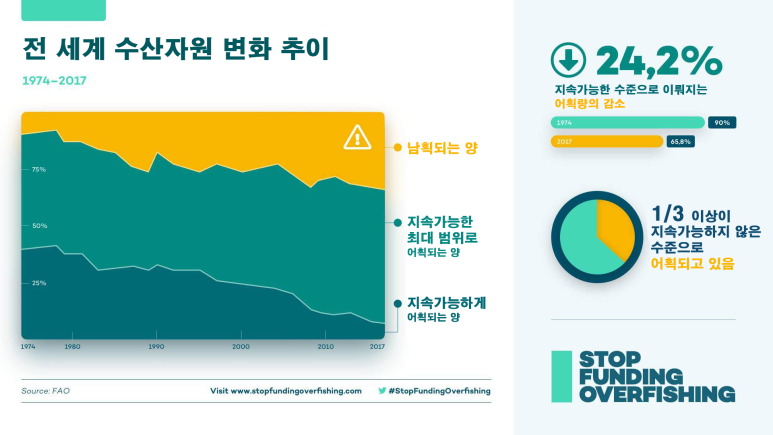 전 세계 수산자원 변화 추이
1974–2017
75%
50%
25%
1974
1980
1990
2000
2010
2017
남획되는 양
지속가능한
최대 범위로
어획되는 양
지속가능하게
어획되는 양
Source: FAO
Visit www.stopfundingoverfishing.com
#StopFundingOverfishing
24,2%
지속가능한 수준으로 이뤄지는
어획량의 감소
1974
90%
2017
65,8%
1/3 이상이
지속가능하지 않은
수준으로
어획되고 있음
STOP
FUNDING
OVERFISHING